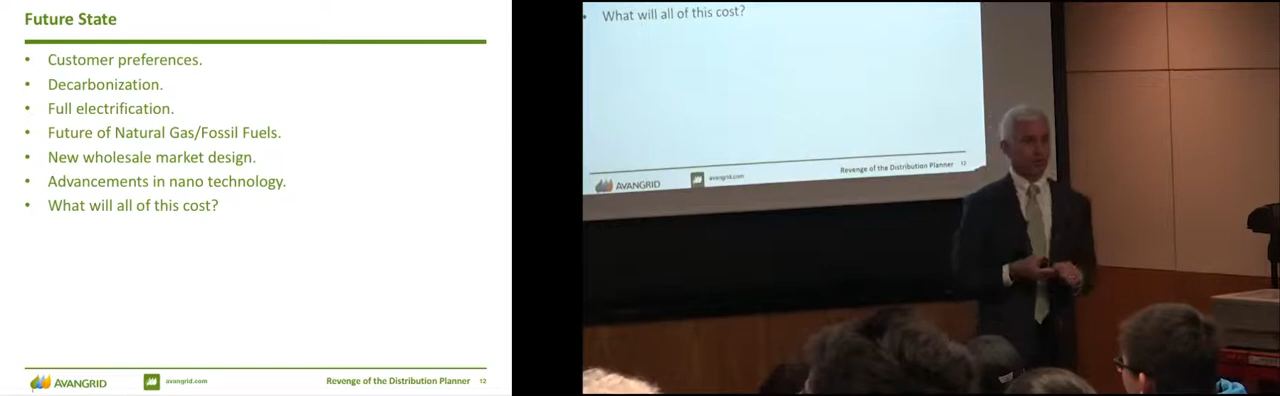 Future State
• Customer preferences.
• Decarbonization.
• Full electrification.
• Future of Natural Gas/Fossil Fuels.
• New wholesale market design.
• Advancements in nano technology.
• What will all of this cost?
AVANGRID
avangrid.com
Revenge of the Distribution Planner 12
• What will all of this cost?
AVANGRID
avangrid.com
Revenge of the Distribution Planner 12